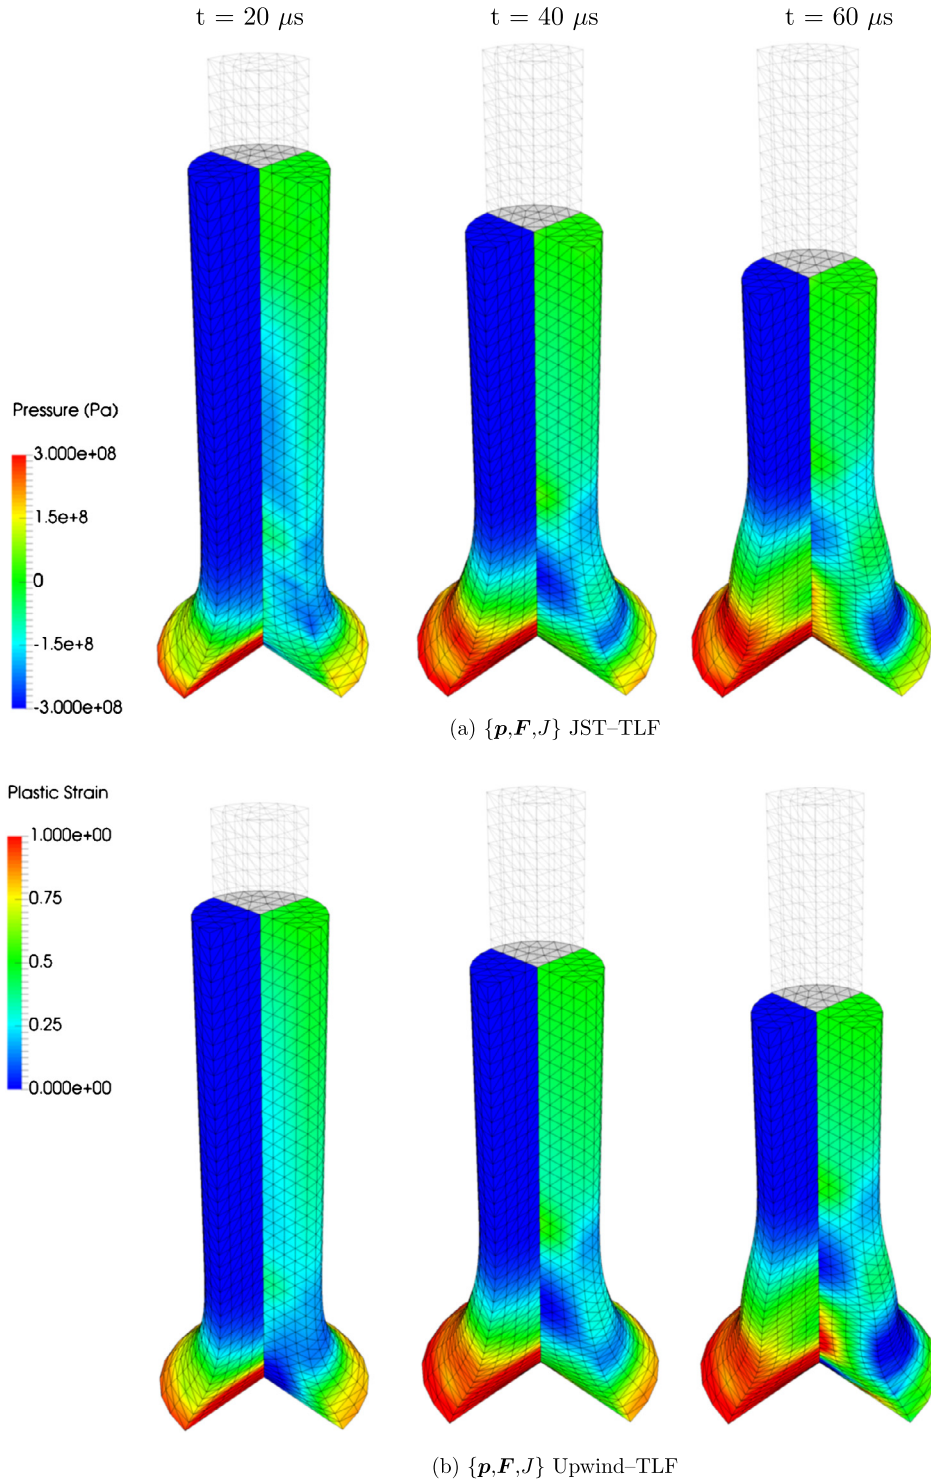 t = 20 μs
t = 40 μs
t = 60 μs
Pressure (Pa)
3.000e+08
1.5e+8
0
-1.5e+8
-3.000e+08
(a) {p,F,J} JST–TLF
Plastic Strain
1.000e+00
0.75
0.5
0.25
0.000e+00
(b) {p,F,J} Upwind–TLF